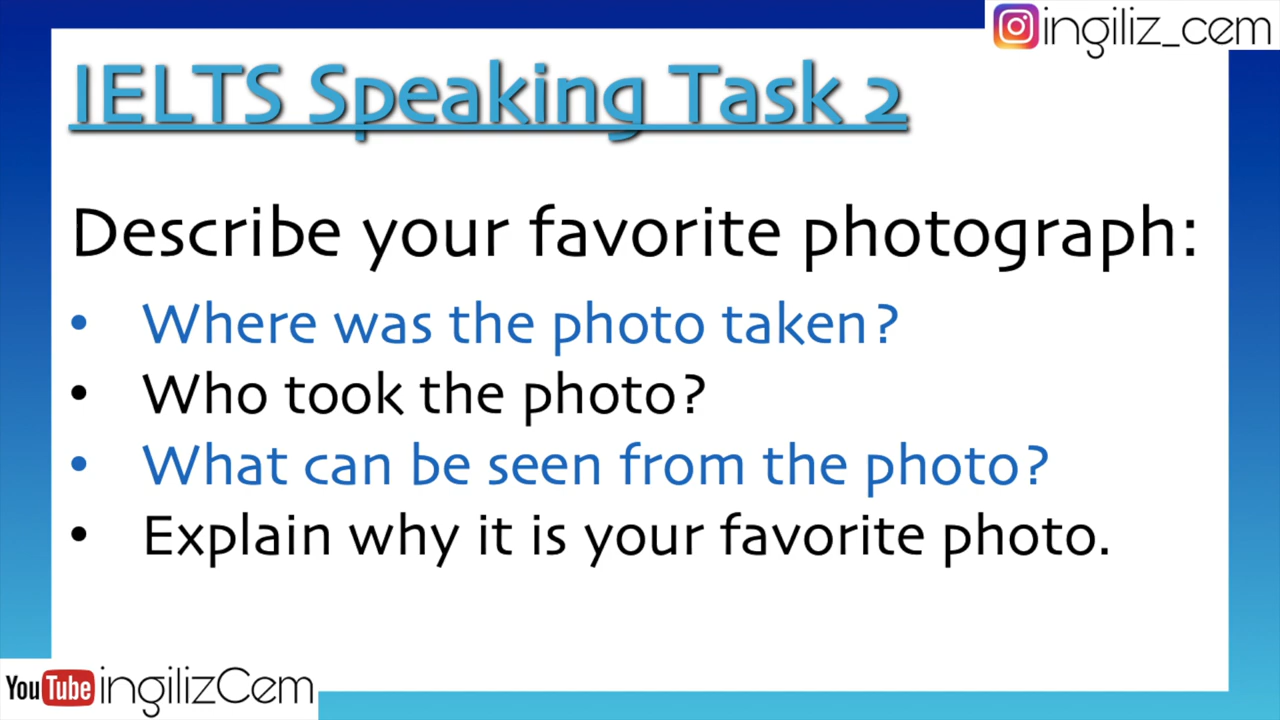 ingiliz_cem
IELTS Speaking Task 2
Describe your favorite photograph:
• Where was the photo taken?
• Who took the photo?
• What can be seen from the photo?
• Explain why it is your favorite photo.
YouTube ingilizCem